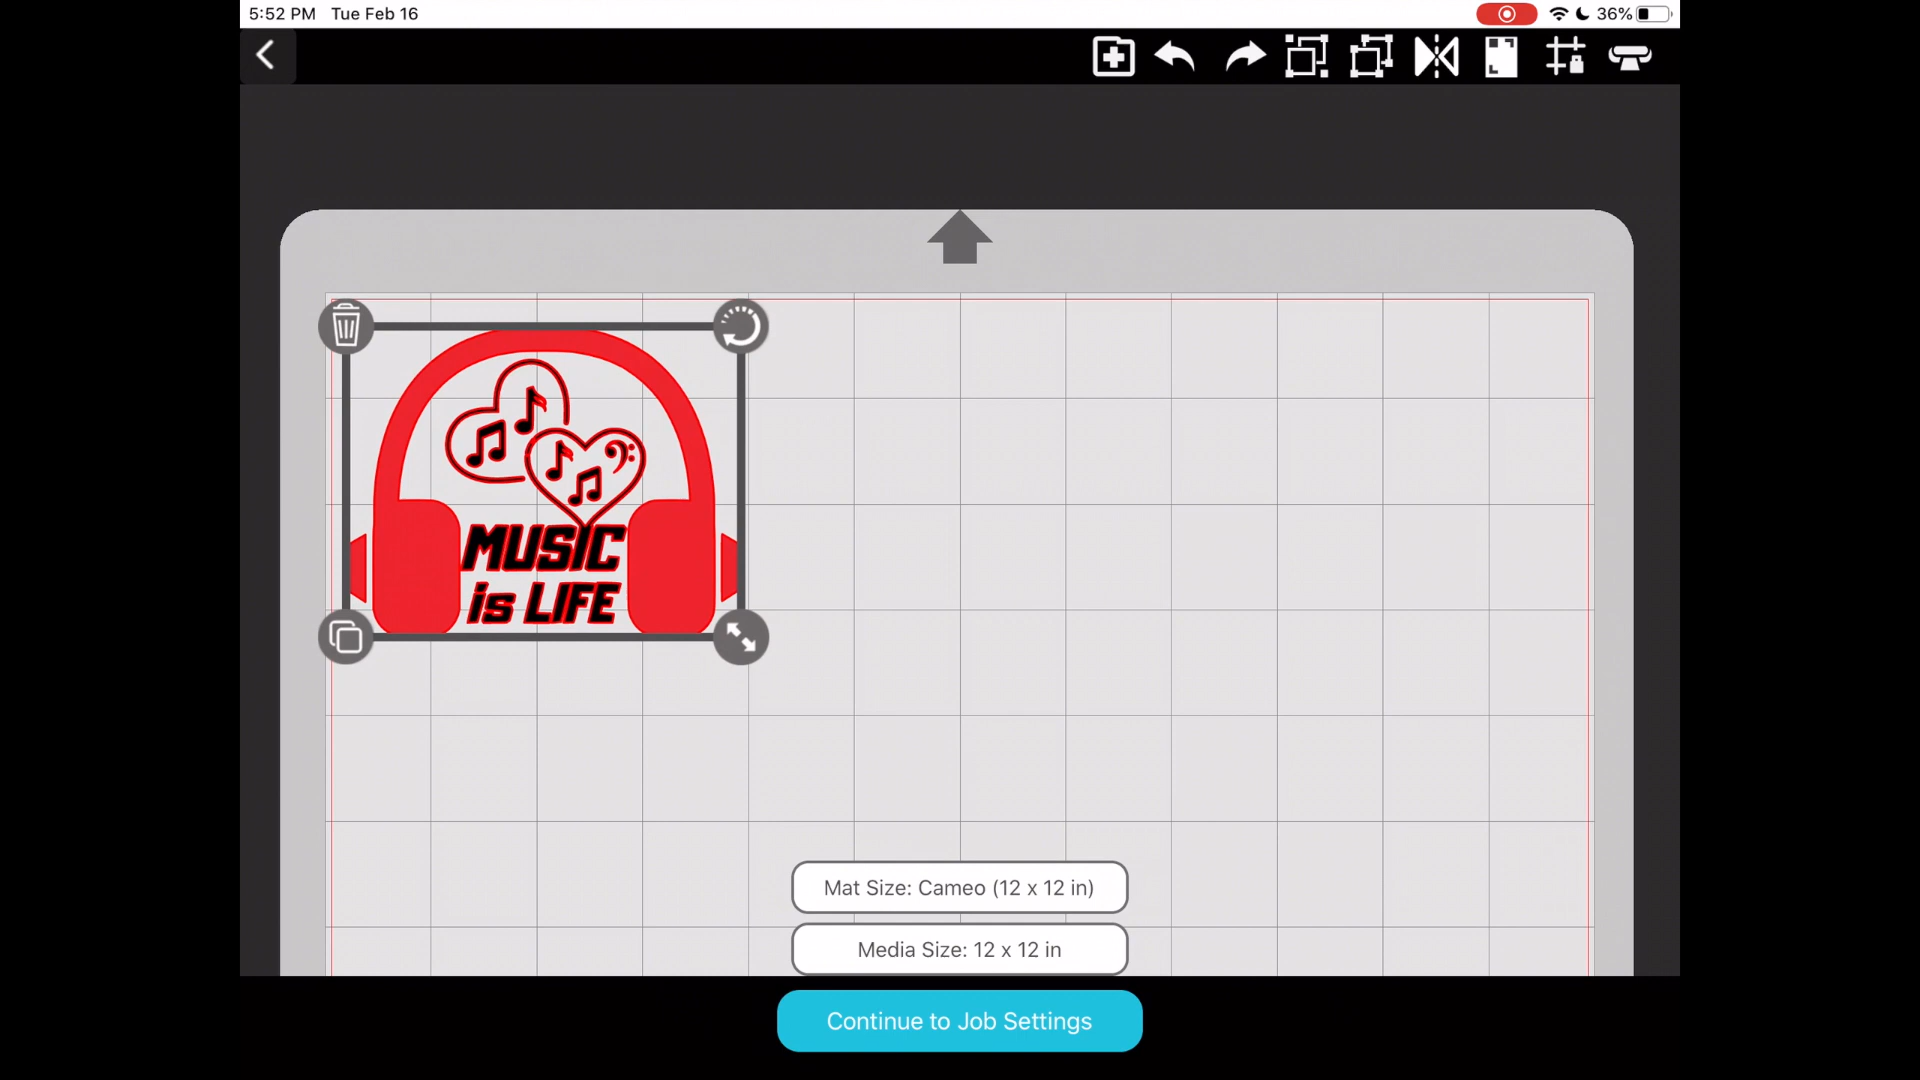 5:52 PM Tue Feb 16
36%
MUSIC
is LIFE
Mat Size: Cameo (12 x 12 in)
Media Size: 12 x 12 in
Continue to Job Settings